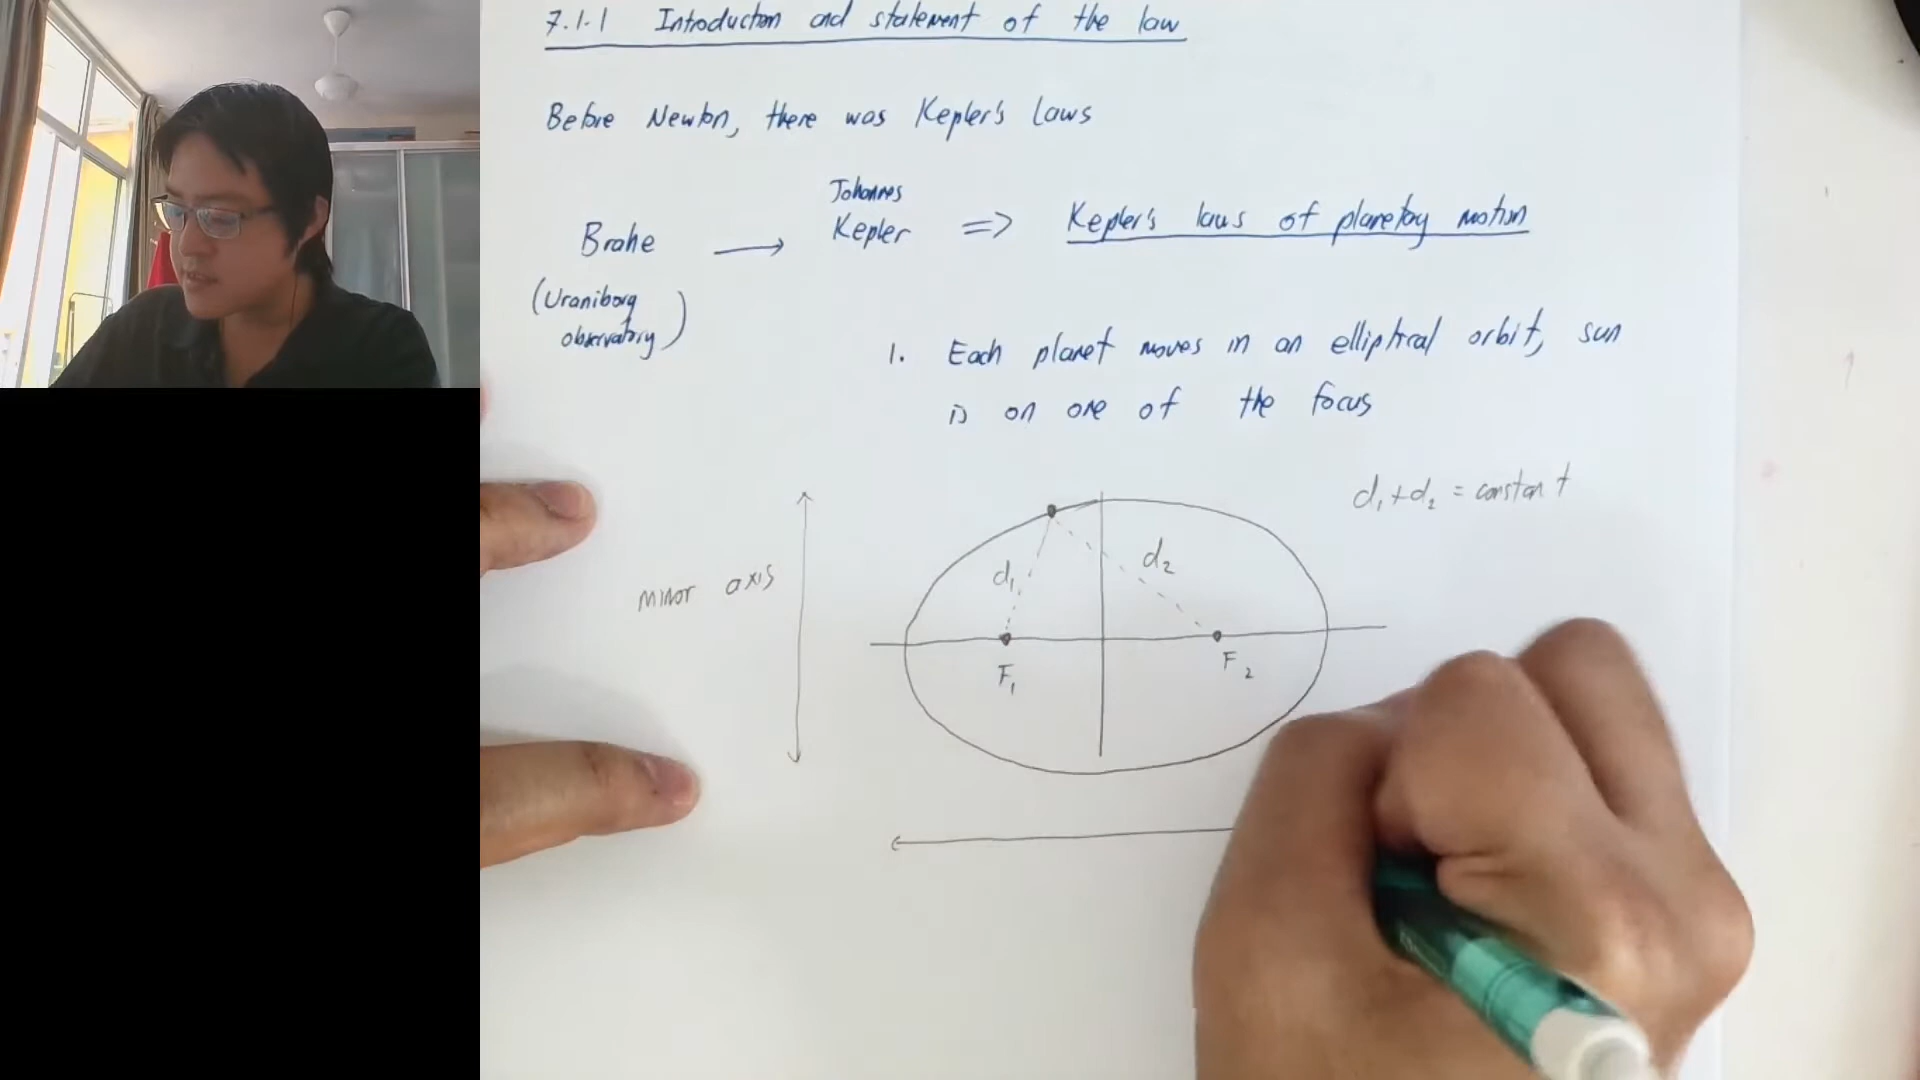 7.1.1 Introduction and statement of the law
Before Newton, there was Kepler's Laws
Johannes
Brahe → Kepler => Kepler's laws of planetary motion
(Uraniborg
observatory)
1. Each planet moves in an elliptical orbit, sun
is on one of the focus
d₁+d₂ = constant
d₂
d₁
minor axis
F₁
F₂